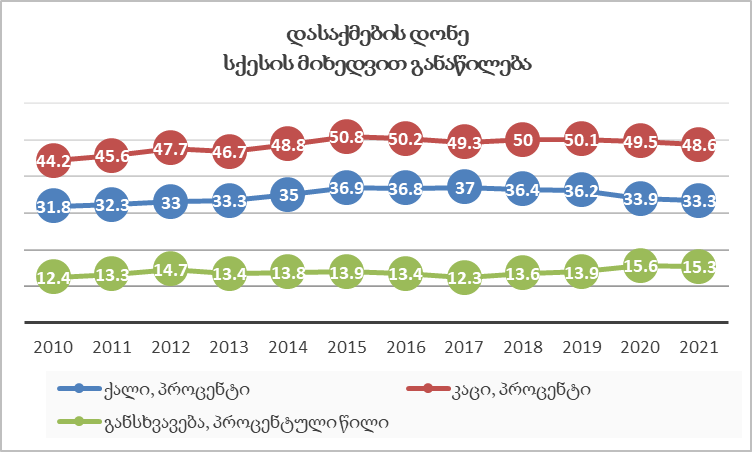 დასაქმების დონე
სქესის მიხედვით განაწილება
44.2 45.6 47.7 46.7 48.8 50.8 50.2 49.3 50 50.1 49.5 48.6
31.8 32.3 33 33.3 35 36.9 36.8 37 36.4 36.2 33.9 33.3
12.4 13.3 14.7 13.4 13.8 13.9 13.4 12.3 13.6 13.9 15.6 15.3
2010 2011 2012 2013 2014 2015 2016 2017 2018 2019 2020 2021
ქალი, პროცენტი კაცი, პროცენტი
განსხვავება, პროცენტული წილი